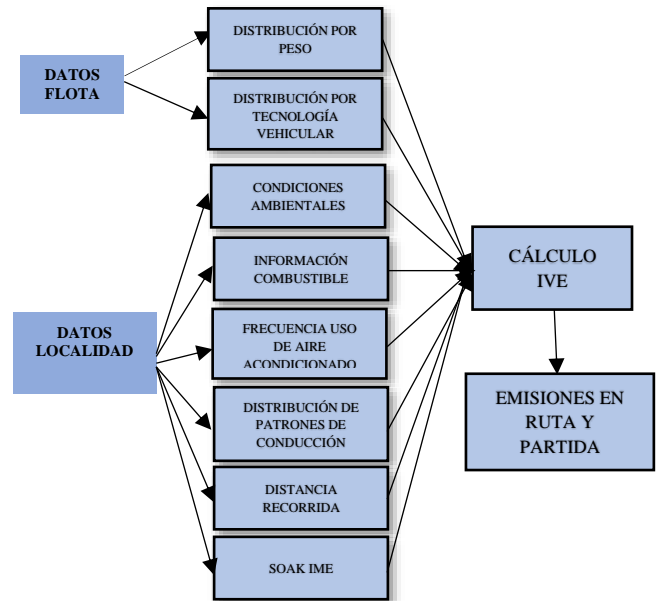 DATOS
FLOTA
DISTRIBUCIÓN POR
PESO
DISTRIBUCIÓN POR
TECNOLOGÍA
VEHICULAR
DATOS
LOCALIDAD
CONDICIONES
AMBIENTALES
INFORMACIÓN
COMBUSTIBLE
FRECUENCIA USO
DE AIRE
ACONDICIONADO
DISTRIBUCIÓN DE
PATRONES DE
CONDUCCIÓN
DISTANCIA
RECORRIDA
SOAK IME
CÁLCULO
IVE
EMISIONES EN
RUTA Y
PARTIDA